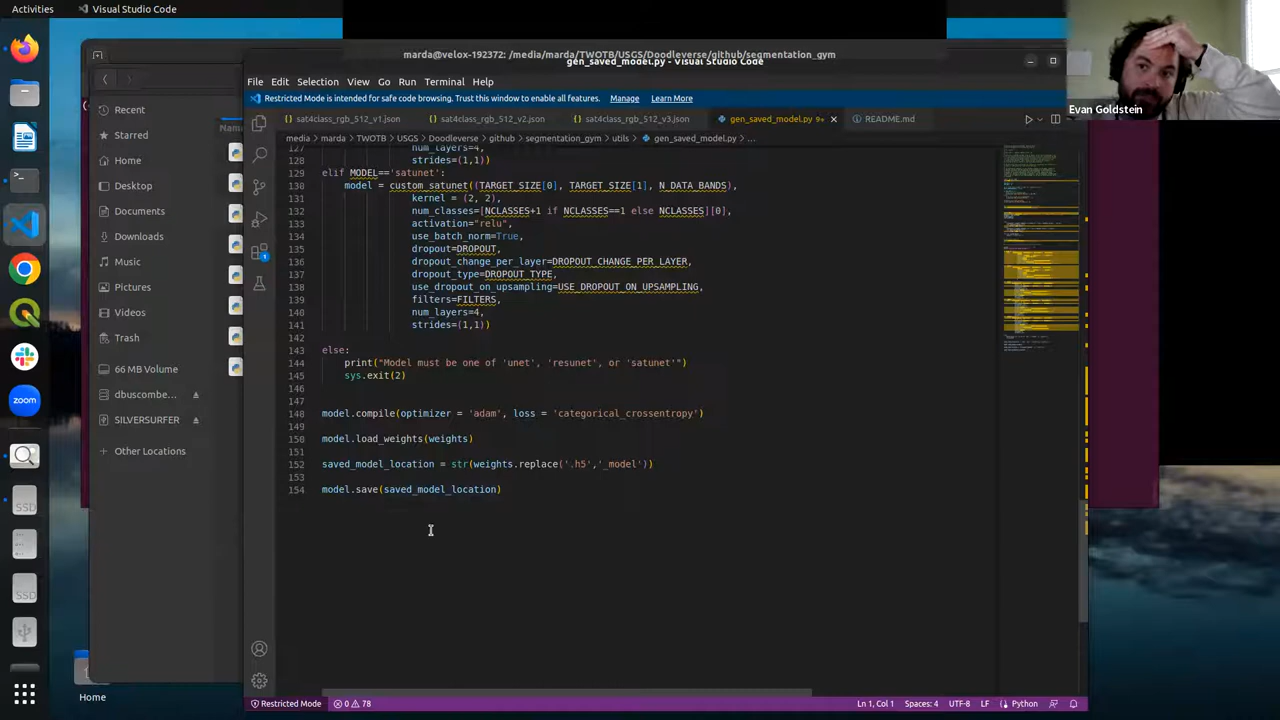 Activities
Visual Studio Code
marda@velox-192372: /media/marda/TWOTB/USGS/Doodleverse/github/segmentation_gym
gen_saved_model.py - Visual Studio Code
File Edit Selection View Go Run Terminal Help
Restricted Mode is intended for safe code browsing. Trust this window to enable all features. Manage Learn More
sat4class_rgb_512_v1.json sat4class_rgb_512_v2.json sat4class_rgb_512_v3.json gen_saved_model.py 9+ README.md
media > marda > TWOTB > USGS > Doodleverse > github > segmentation_gym > utils > gen_saved_model.py > ...
Evan Goldstein
Recent
Starred
Home
Desktop
Documents
Downloads
Music
Pictures
Videos
Trash
66 MB Volume
dbuscombe...
SILVERSURFER
Other Locations
Name
127 num_layers=4,
128 strides=(1,1))
129 elif MODEL=='satunet':
130 model = custom_satunet((TARGET_SIZE[0], TARGET_SIZE[1], N_DATA_BANDS),
131 kernel = (2, 2),
132 num_classes=[NCLASSES+1 if NCLASSES==1 else NCLASSES][0],
133 activation="relu",
134 use_batch_norm=True,
135 dropout=DROPOUT,
136 dropout_change_per_layer=DROPOUT_CHANGE_PER_LAYER,
137 dropout_type=DROPOUT_TYPE,
138 use_dropout_on_upsampling=USE_DROPOUT_ON_UPSAMPLING,
139 filters=FILTERS,
140 num_layers=4,
141 strides=(1,1))
142
143 else:
144 print("Model must be one of 'unet', 'resunet', or 'satunet'")
145 sys.exit(2)
146
147
148 model.compile(optimizer = 'adam', loss = 'categorical_crossentropy')
149
150 model.load_weights(weights)
151
152 saved_model_location = str(weights.replace('.h5','_model'))
153
154 model.save(saved_model_location)
1
zoom
SSD
SSD
Home
Restricted Mode 0 78 Ln 1, Col 1 Spaces: 4 UTF-8 LF Python